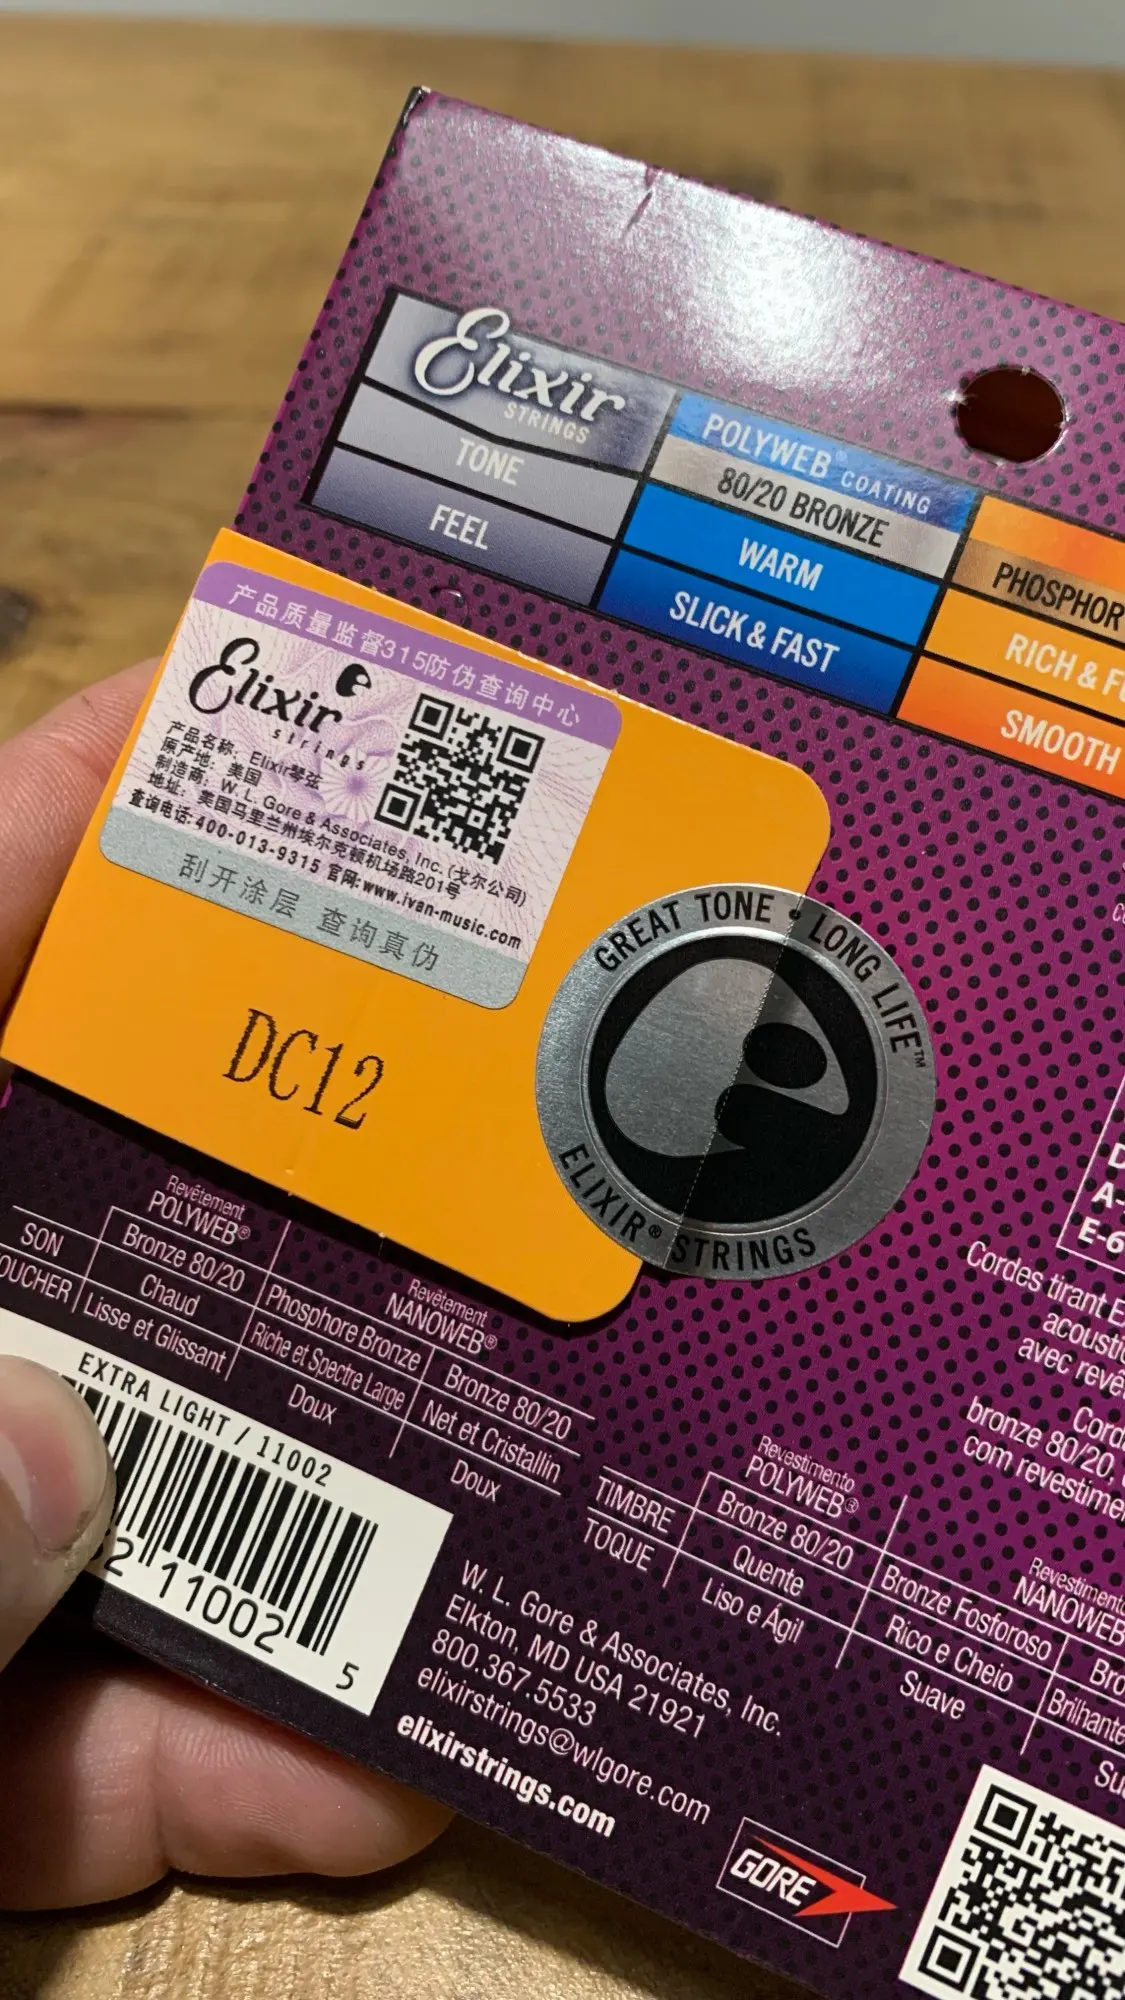 Elixir
STRINGS
TONE
FEEL
POLYWEB® COATING
80/20 BRONZE
WARM
SLICK & FAST
PHOSPHOR
RICH &
SMOOTH
产品质量监督315防伪查询中心
Elixir
strings
产品名称: Elixir琴弦
原产地: 美国
制造商: W. L. Gore & Associates, Inc. (戈尔公司)
地址: 美国马里兰州埃尔克顿机场路201号
查询电话:400-013-9315 官网:www.ivan-music.com
刮开涂层 查询真伪
DC12
GREAT TONE • LONG LIFE™
ELIXIR® STRINGS
A-
E-6
Revêtement
POLYWEB®
Revêtement
NANOWEB®
SON
Bronze 80/20
Phosphore Bronze
Bronze 80/20
Chaud
Riche et Spectre Large
Net et Cristallin
Lisse et Glissant
Doux
Doux
EXTRA LIGHT / 11002
2 11002 5
Cordes tirant
avec
bronze 80/20,
com
Revestimento
POLYWEB®
NANOWEB
TIMBRE
Bronze 80/20
Bronze Fosforoso
Quente
Rico e Cheio
TOQUE
Liso e Ágil
Suave
W. L. Gore & Associates, Inc.
Elkton, MD USA 21921
800.367.5533
elixirstrings@wlgore.com
elixirstrings.com
GORE